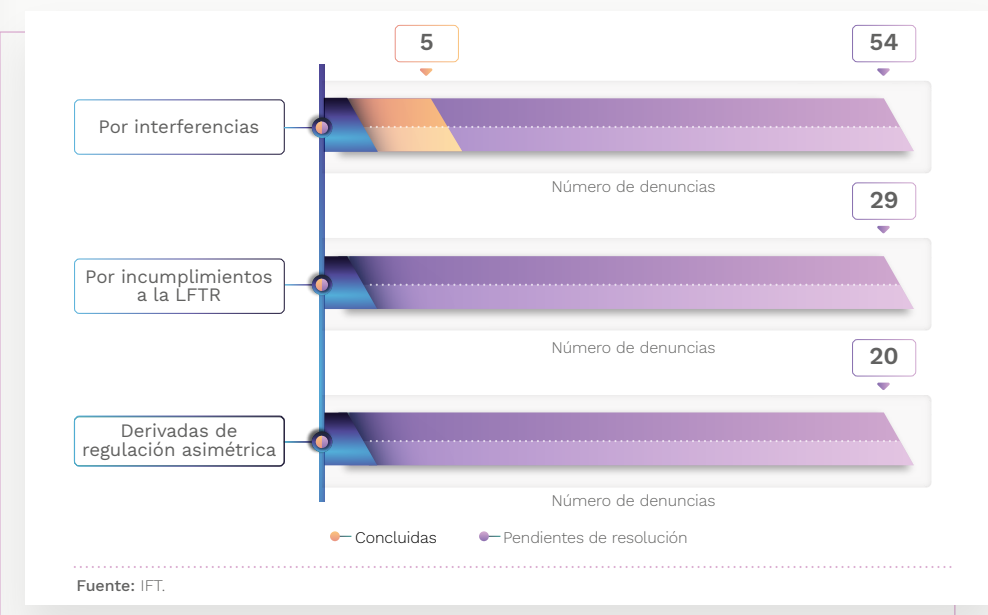 5
54
Por interferencias
Número de denuncias
29
Por incumplimientos
a la LFTR
Número de denuncias
20
Derivadas de
regulación asimétrica
Número de denuncias
Concluidas
Pendientes de resolución
Fuente: IFT.